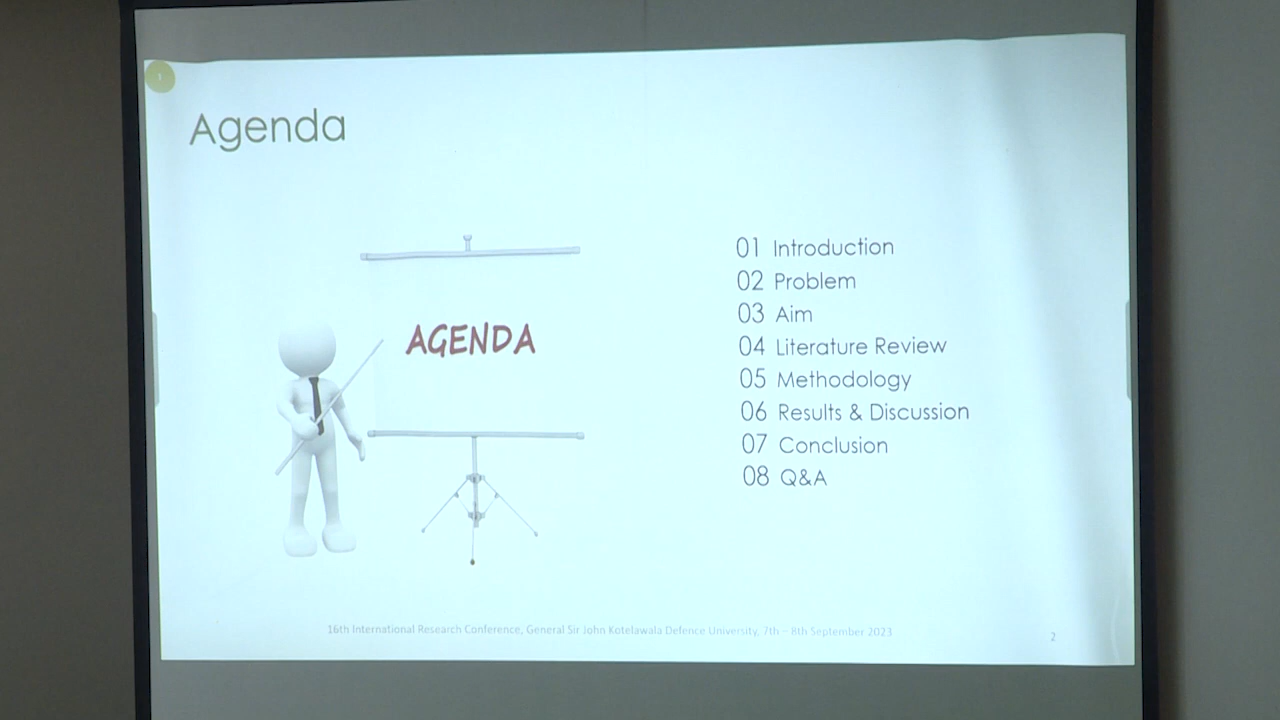 1
Agenda
AGENDA
01 Introduction
02 Problem
03 Aim
04 Literature Review
05 Methodology
06 Results & Discussion
07 Conclusion
08 Q&A
16th International Research Conference, General Sir John Kotelawala Defence University, 7th – 8th September 2023
2